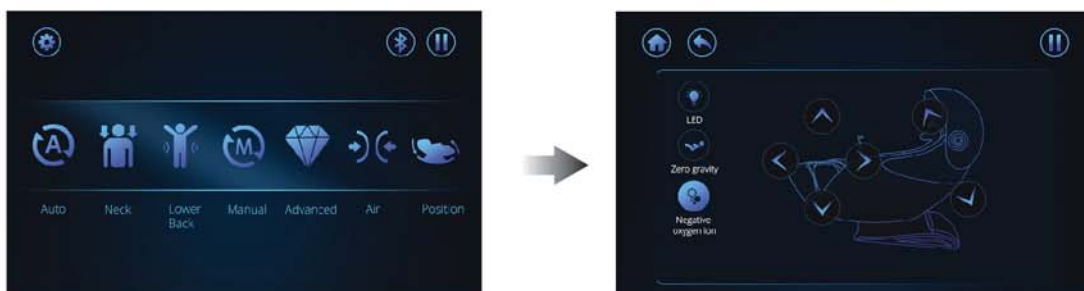 A
M
Auto
Neck
Lower
Back
Manual
Advanced
Air
Position
LED
Zero gravity
Negative
oxygen ion